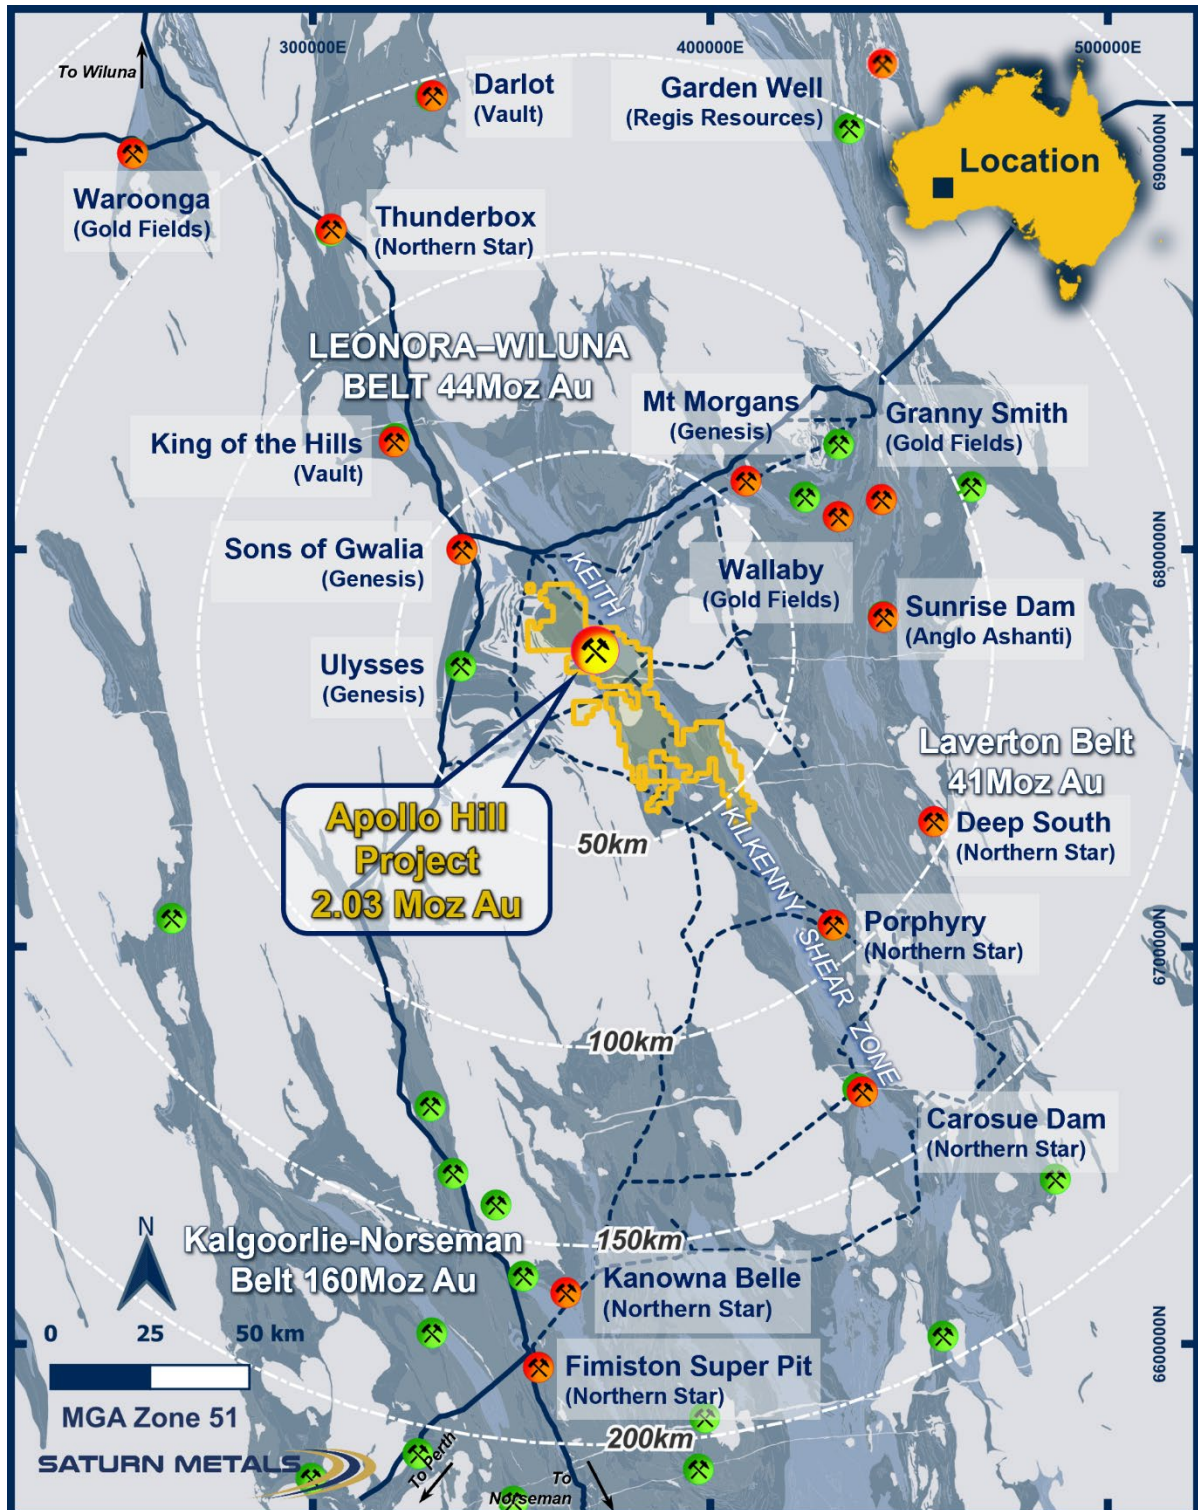 300000E
400000E
500000E
To Wiluna
Darlot
(Vault)
Garden Well
(Regis Resources)
Location
6900000N
Waroonga
(Gold Fields)
Thunderbox
(Northern Star)
LEONORA–WILUNA
BELT 44Moz Au
Mt Morgans
(Genesis)
Granny Smith
(Gold Fields)
King of the Hills
(Vault)
Sons of Gwalia
(Genesis)
6800000N
KEITH
Wallaby
(Gold Fields)
Sunrise Dam
(Anglo Ashanti)
Ulysses
(Genesis)
Laverton Belt
41Moz Au
Apollo Hill
Project
2.03 Moz Au
50km
KILKENNY
SHEAR
ZONE
Deep South
(Northern Star)
Porphyry
(Northern Star)
6700000N
100km
Carosue Dam
(Northern Star)
150km
N
Kalgoorlie-Norseman
Belt 160Moz Au
Kanowna Belle
(Northern Star)
0 25 50 km
6600000N
Fimiston Super Pit
(Northern Star)
MGA Zone 51
200km
SATURN METALS
To Perth
To
Norseman